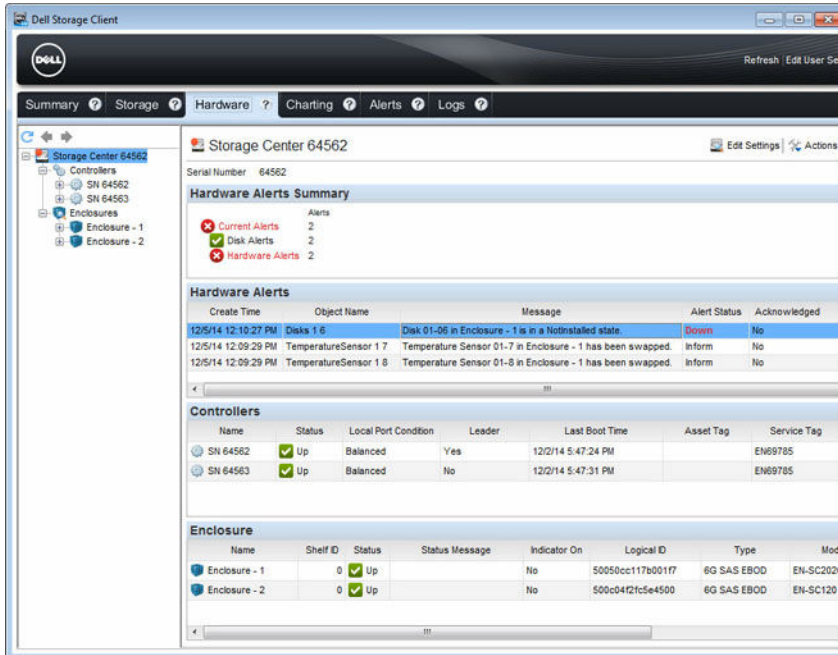 Dell Storage Client
DELL
Refresh | Edit User Se
Summary ? Storage ? Hardware ? Charting ? Alerts ? Logs ?
Storage Center 64562
Controllers
SN 64562
SN 64563
Enclosures
Enclosure - 1
Enclosure - 2
Storage Center 64562
Edit Settings | Actions
Serial Number 64562
Hardware Alerts Summary
Alerts
Current Alerts 2
Disk Alerts 2
Hardware Alerts 2
Hardware Alerts
Create Time Object Name Message Alert Status Acknowledged
12/5/14 12:10:27 PM Disks 1 6 Disk 01-06 in Enclosure - 1 is in a NotInstalled state. Down No
12/5/14 12:09:29 PM TemperatureSensor 1 7 Temperature Sensor 01-7 in Enclosure - 1 has been swapped. Inform No
12/5/14 12:09:29 PM TemperatureSensor 1 8 Temperature Sensor 01-8 in Enclosure - 1 has been swapped. Inform No
Controllers
Name Status Local Port Condition Leader Last Boot Time Asset Tag Service Tag
SN 64562 Up Balanced Yes 12/2/14 5:47:24 PM EN69785
SN 64563 Up Balanced No 12/2/14 5:47:31 PM EN69785
Enclosure
Name Shelf ID Status Status Message Indicator On Logical ID Type Mod
Enclosure - 1 0 Up No 50050cc117b001f7 6G SAS EBOD EN-SC202
Enclosure - 2 0 Up No 500c04f2fc5e4500 6G SAS EBOD EN-SC120